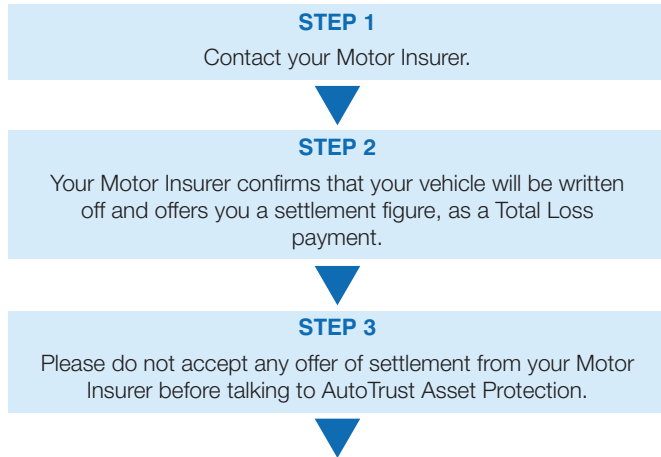 STEP 1
Contact your Motor Insurer.
STEP 2
Your Motor Insurer confirms that your vehicle will be written
off and offers you a settlement figure, as a Total Loss
payment.
STEP 3
Please do not accept any offer of settlement from your Motor
Insurer before talking to AutoTrust Asset Protection.